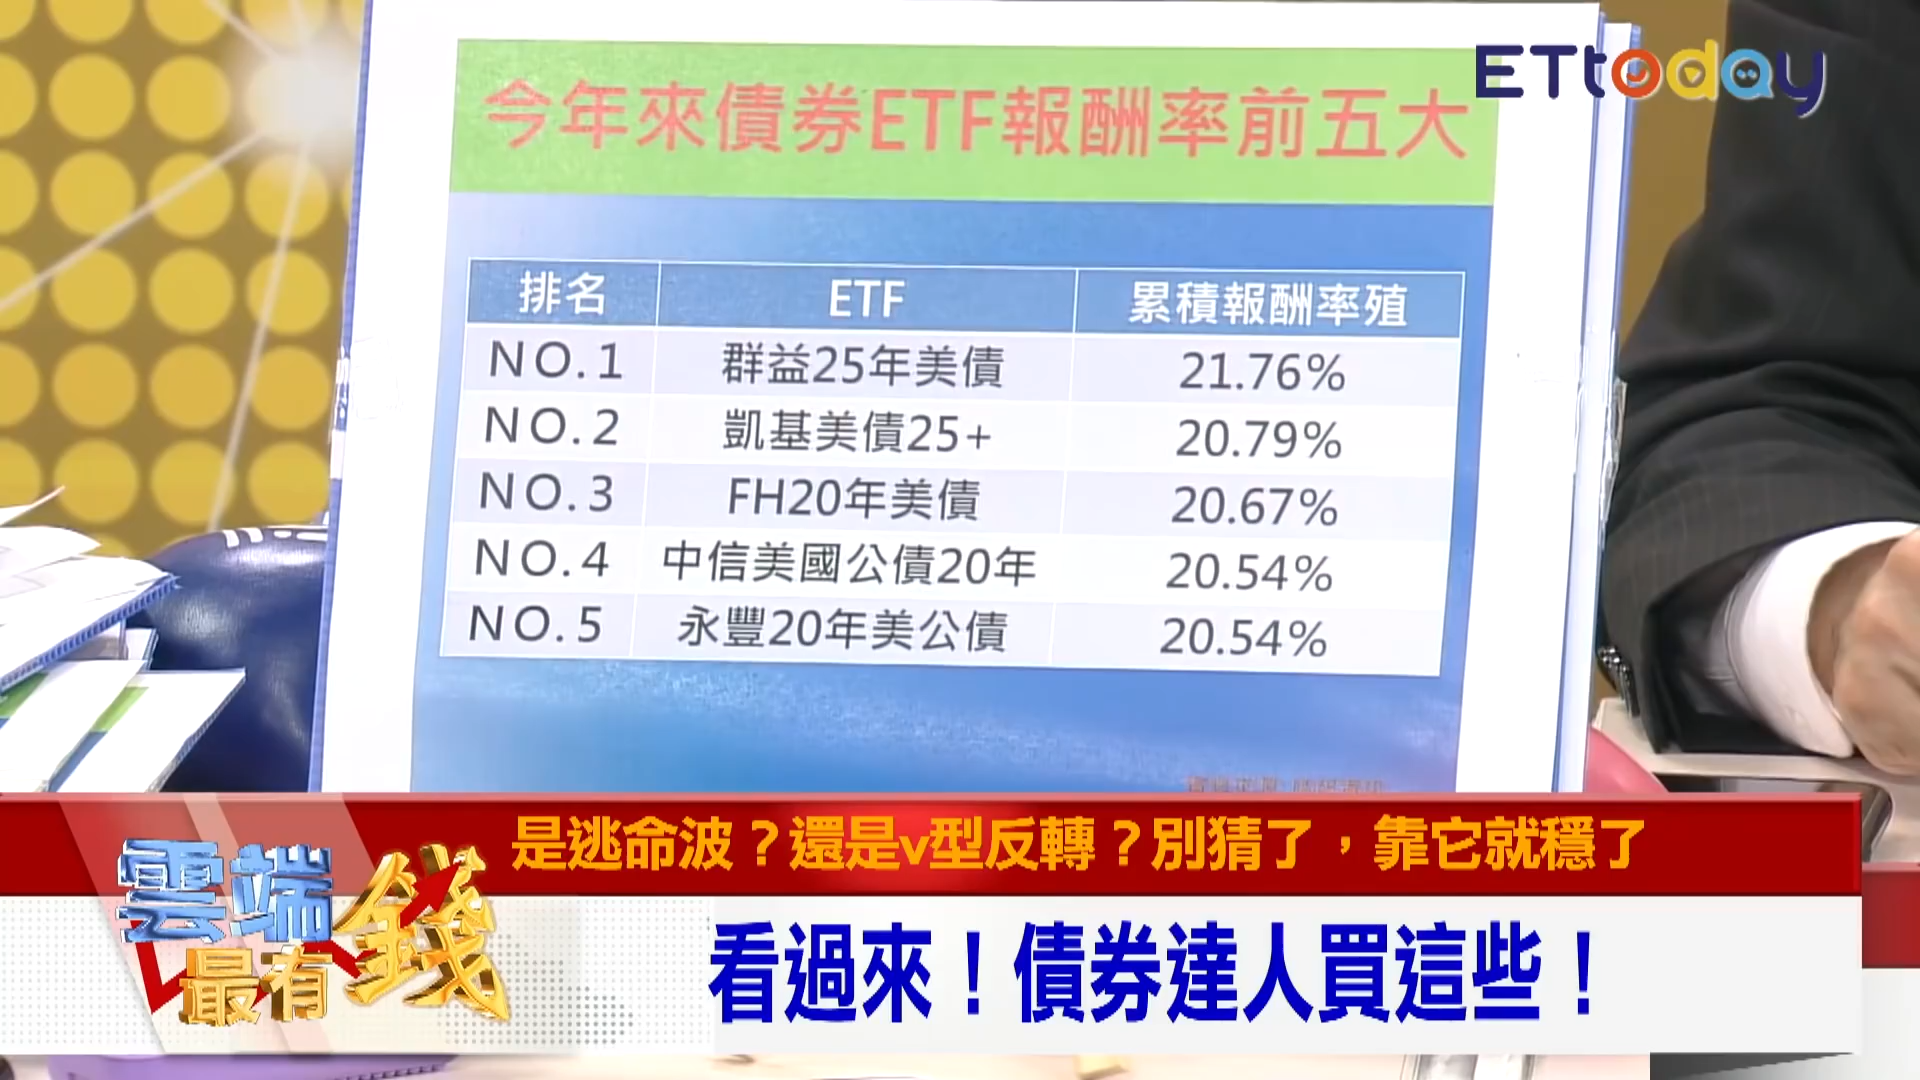 ETtoday
今年來債券ETF報酬率前五大
排名 ETF 累積報酬率殖
NO.1 群益25年美債 21.76%
NO.2 凱基美債25+ 20.79%
NO.3 FH20年美債 20.67%
NO.4 中信美國公債20年 20.54%
NO.5 永豐20年美公債 20.54%
是逃命波？還是v型反轉？別猜了，靠它就穩了
雲端最有錢
看過來！債券達人買這些！